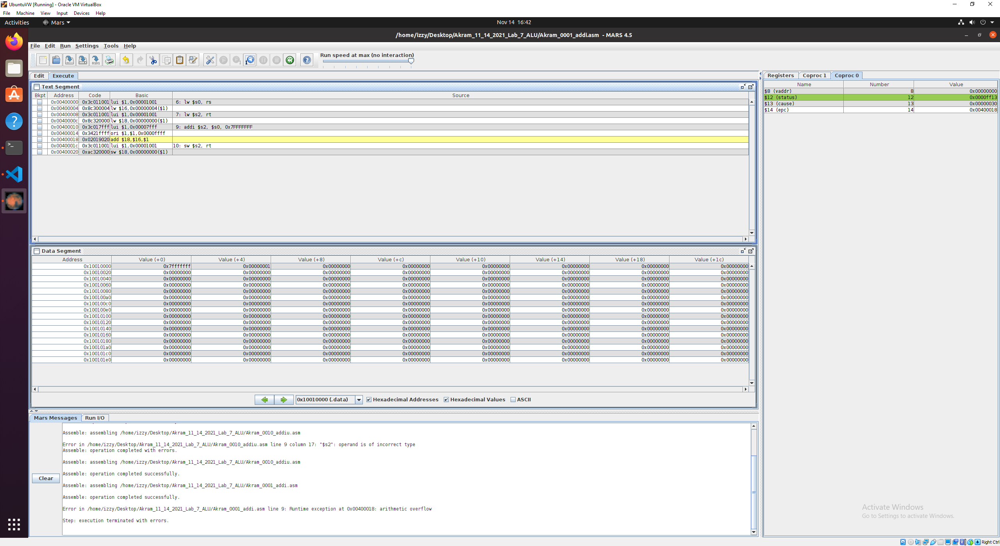 UbuntuVW [Running] - Oracle VM VirtualBox
File Machine View Input Devices Help
Activities Mars Nov 14 16:42
/home/izzy/Desktop/Akram_11_14_2021_Lab_7_ALU/Akram_0001_addi.asm - MARS 4.5
File Edit Run Settings Tools Help
Run speed at max (no interaction)
Edit Execute
Text Segment
Bkpt Address Code Basic Source
0x00400000 0x3c011001 lui $1,0x00001001 6: lw $s0, rs
0x00400004 0x8c300004 lw $16,0x00000004($1)
0x00400008 0x3c011001 lui $1,0x00001001 7: lw $s2, rt
0x0040000c 0x8c320000 lw $18,0x00000000($1)
0x00400010 0x3c017fff lui $1,0x00007fff 9: addi $s2, $s0, 0x7FFFFFFF
0x00400014 0x3421ffff ori $1,$1,0x0000ffff
0x00400018 0x02019020 add $18,$16,$1
0x0040001c 0x3c011001 lui $1,0x00001001 10: sw $s2, rt
0x00400020 0xac320000 sw $18,0x00000000($1)
Data Segment
Address Value (+0) Value (+4) Value (+8) Value (+c) Value (+10) Value (+14) Value (+18) Value (+1c)
0x10010000 0x7fffffff 0x00000001 0x00000000 0x00000000 0x00000000 0x00000000 0x00000000 0x00000000
0x10010020 0x00000000 0x00000000 0x00000000 0x00000000 0x00000000 0x00000000 0x00000000 0x00000000
0x10010040 0x00000000 0x00000000 0x00000000 0x00000000 0x00000000 0x00000000 0x00000000 0x00000000
0x10010060 0x00000000 0x00000000 0x00000000 0x00000000 0x00000000 0x00000000 0x00000000 0x00000000
0x10010080 0x00000000 0x00000000 0x00000000 0x00000000 0x00000000 0x00000000 0x00000000 0x00000000
0x100100a0 0x00000000 0x00000000 0x00000000 0x00000000 0x00000000 0x00000000 0x00000000 0x00000000
0x100100c0 0x00000000 0x00000000 0x00000000 0x00000000 0x00000000 0x00000000 0x00000000 0x00000000
0x100100e0 0x00000000 0x00000000 0x00000000 0x00000000 0x00000000 0x00000000 0x00000000 0x00000000
0x10010100 0x00000000 0x00000000 0x00000000 0x00000000 0x00000000 0x00000000 0x00000000 0x00000000
0x10010120 0x00000000 0x00000000 0x00000000 0x00000000 0x00000000 0x00000000 0x00000000 0x00000000
0x10010140 0x00000000 0x00000000 0x00000000 0x00000000 0x00000000 0x00000000 0x00000000 0x00000000
0x10010160 0x00000000 0x00000000 0x00000000 0x00000000 0x00000000 0x00000000 0x00000000 0x00000000
0x10010180 0x00000000 0x00000000 0x00000000 0x00000000 0x00000000 0x00000000 0x00000000 0x00000000
0x100101a0 0x00000000 0x00000000 0x00000000 0x00000000 0x00000000 0x00000000 0x00000000 0x00000000
0x100101c0 0x00000000 0x00000000 0x00000000 0x00000000 0x00000000 0x00000000 0x00000000 0x00000000
0x100101e0 0x00000000 0x00000000 0x00000000 0x00000000 0x00000000 0x00000000 0x00000000 0x00000000
0x10010000 (.data) Hexadecimal Addresses Hexadecimal Values ASCII
Mars Messages Run I/O
Clear
Assemble: assembling /home/izzy/Desktop/Akram_11_14_2021_Lab_7_ALU/Akram_0010_addiu.asm
Error in /home/izzy/Desktop/Akram_11_14_2021_Lab_7_ALU/Akram_0010_addiu.asm line 9 column 17: "$s2": operand is of incorrect type
Assemble: operation completed with errors.
Assemble: assembling /home/izzy/Desktop/Akram_11_14_2021_Lab_7_ALU/Akram_0010_addiu.asm
Assemble: operation completed successfully.
Assemble: assembling /home/izzy/Desktop/Akram_11_14_2021_Lab_7_ALU/Akram_0001_addi.asm
Assemble: operation completed successfully.
Error in /home/izzy/Desktop/Akram_11_14_2021_Lab_7_ALU/Akram_0001_addi.asm line 9: Runtime exception at 0x00400018: arithmetic overflow
Step: execution terminated with errors.
Registers Coproc 1 Coproc 0
Name Number Value
$8 (vaddr) 8 0x00000000
$12 (status) 12 0x0000ff13
$13 (cause) 13 0x00000030
$14 (epc) 14 0x00400018
Activate Windows
Go to Settings to activate Windows.
Right Ctrl